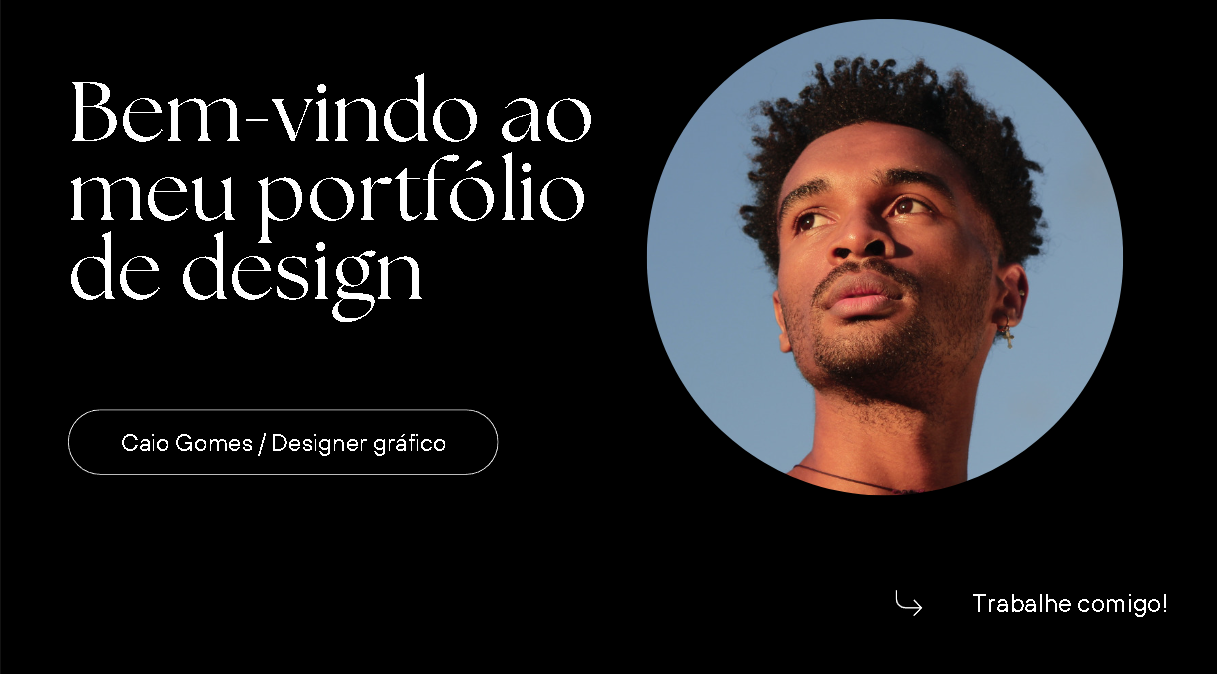 Bem-vindo ao
meu portfólio
de design
Caio Gomes / Designer gráfico
Trabalhe comigo!